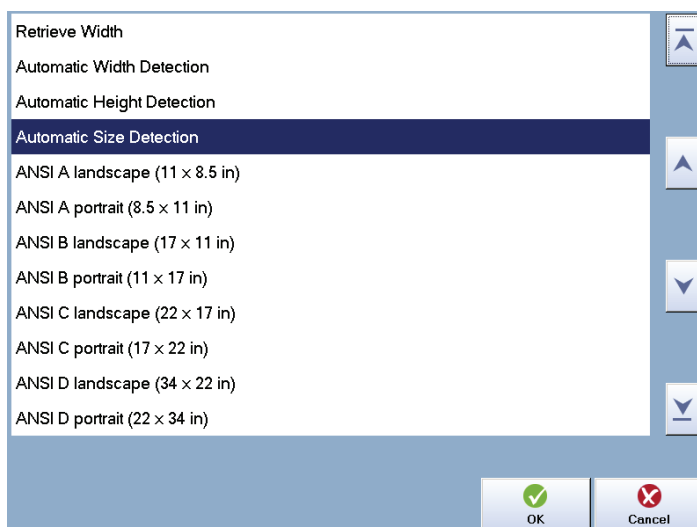 Retrieve Width
Automatic Width Detection
Automatic Height Detection
Automatic Size Detection
ANSI A landscape (11 x 8.5 in)
ANSI A portrait (8.5 x 11 in)
ANSI B landscape (17 x 11 in)
ANSI B portrait (11 x 17 in)
ANSI C landscape (22 x 17 in)
ANSI C portrait (17 x 22 in)
ANSI D landscape (34 x 22 in)
ANSI D portrait (22 x 34 in)
OK
Cancel